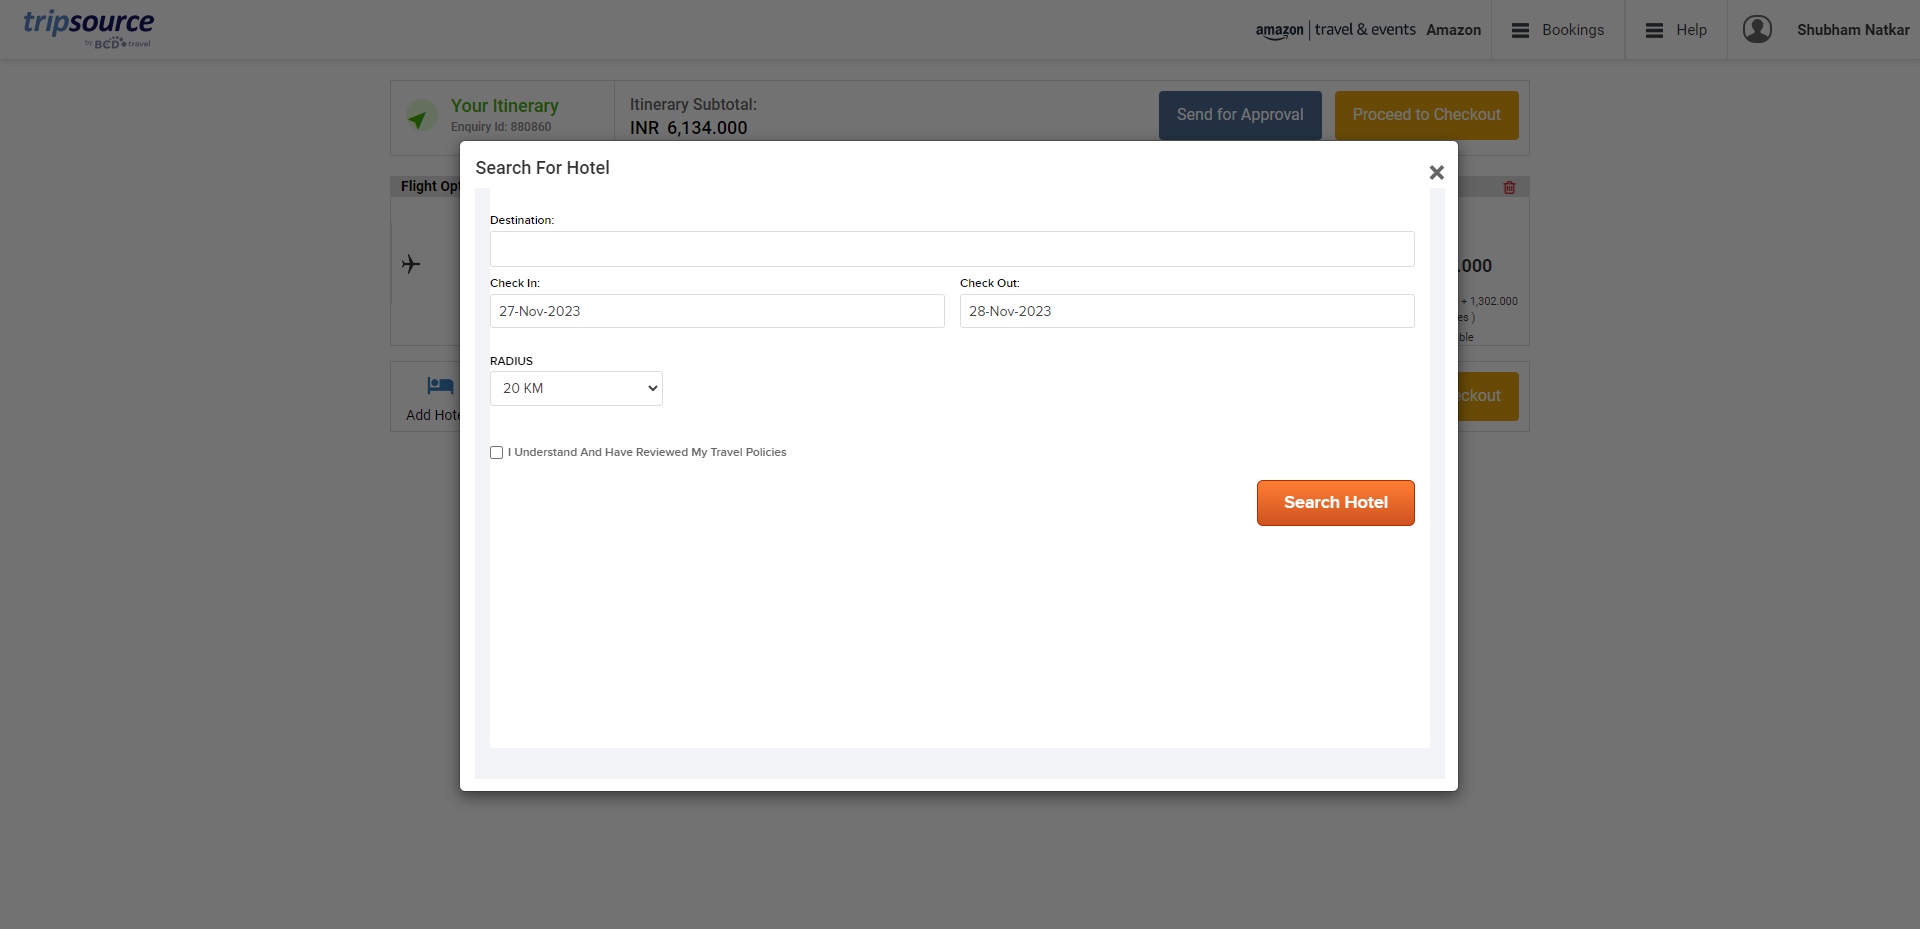 tripsource
by BCD travel
amazon | travel & events Amazon
Bookings
Help
Shubham Natkar
Your Itinerary
Enquiry Id: 880860
Itinerary Subtotal:
INR 6,134.000
Send for Approval
Proceed to Checkout
Search For Hotel
Flight Opt
Destination:
.000
Check In:
Check Out:
27-Nov-2023
28-Nov-2023
+ 1,302.000
es )
ble
RADIUS
20 KM
Add Hote
eckout
I Understand And Have Reviewed My Travel Policies
Search Hotel